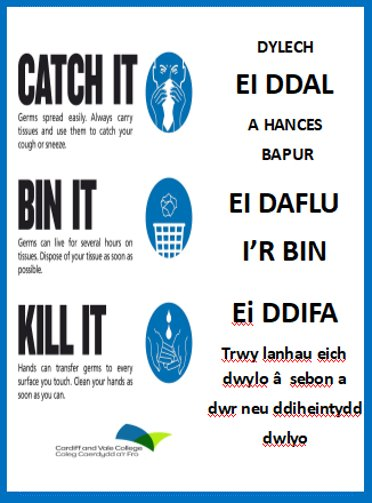 CATCH IT
Germs spread easily. Always carry
tissues and use them to catch your
cough or sneeze.
BIN IT
Germs can live for several hours on
tissues. Dispose of your tissue as soon as
possible.
KILL IT
Hands can transfer germs to every
surface you touch. Clean your hands as
soon as you can.
Cardiff and Vale College
Coleg Caerdydd a'r Fro
DYLECH
EI DDAL
A HANCES
BAPUR
EI DAFLU
I'R BIN
Ei DDIFA
Trwy lanhau eich
dwylo â sebon a
dwr neu ddiheintydd
dwlyo